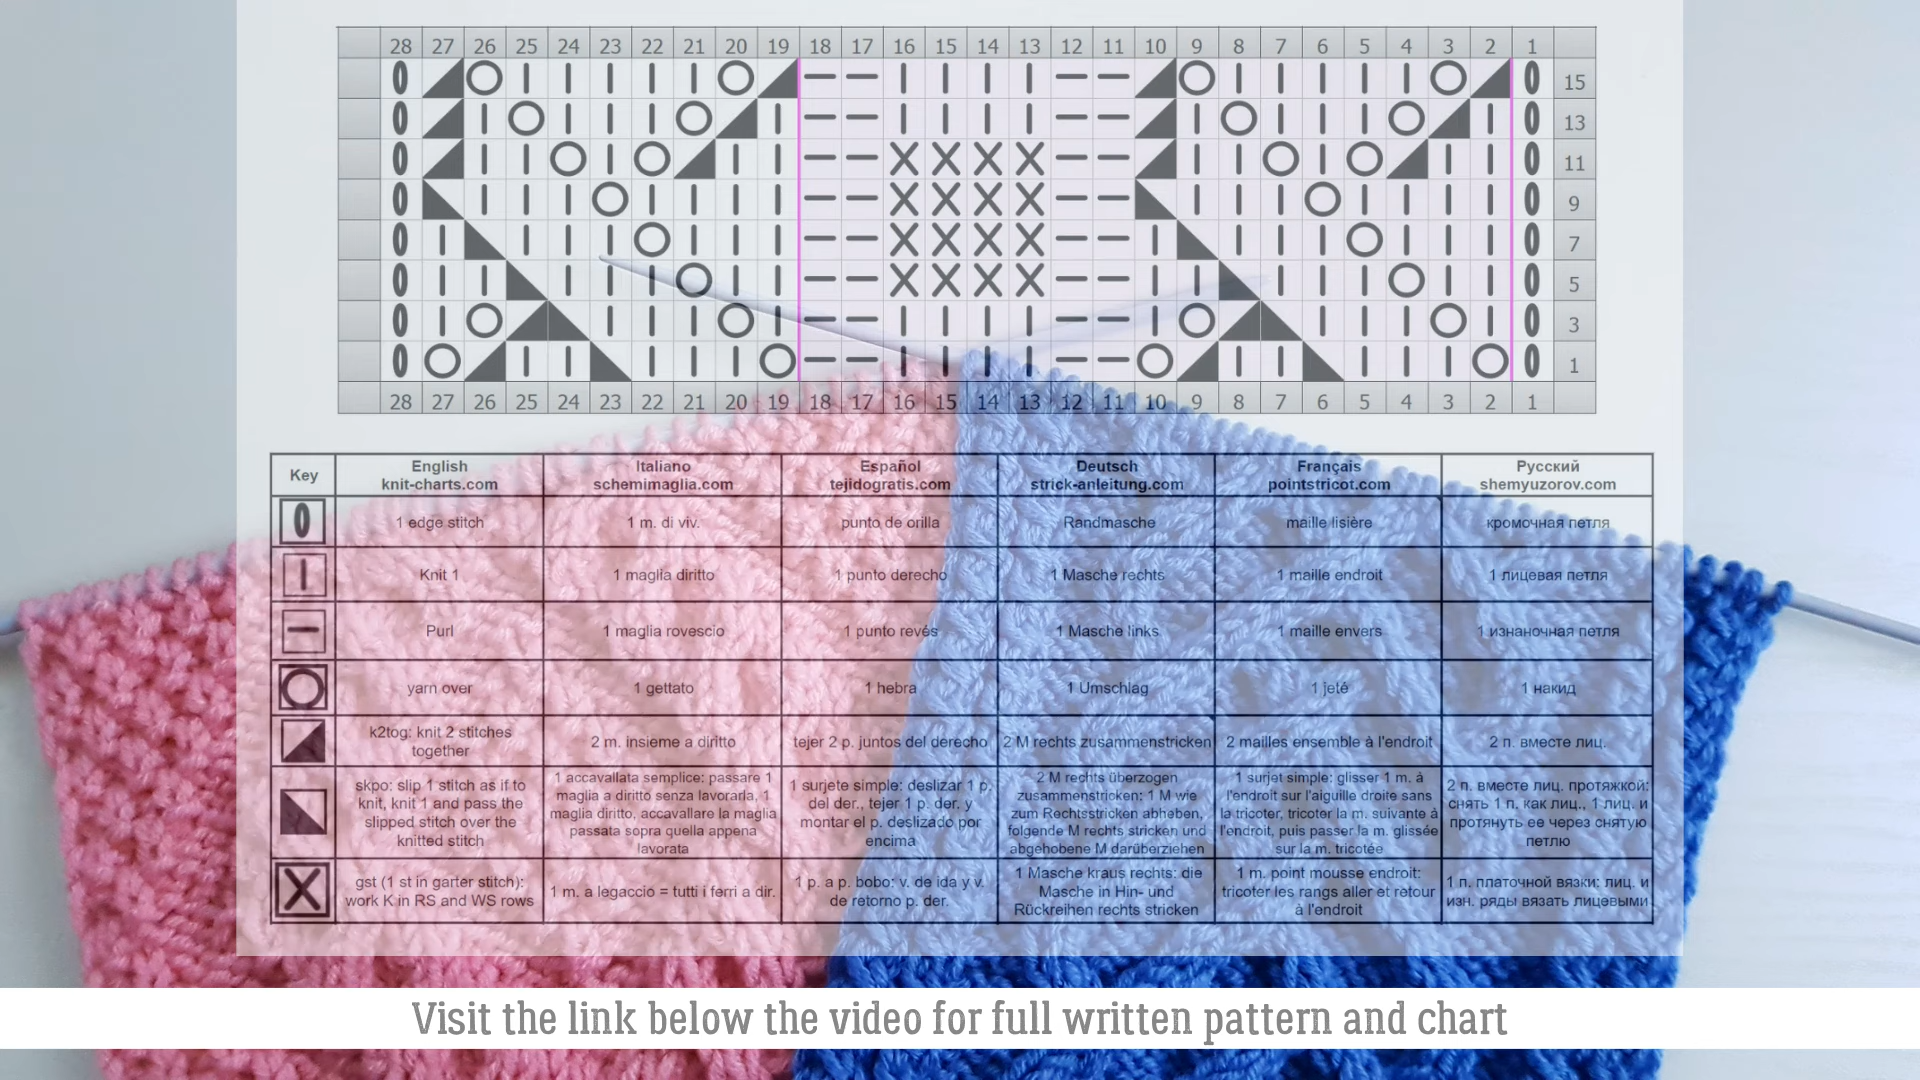 28 27 26 25 24 23 22 21 20 19 18 17 16 15 14 13 12 11 10 9 8 7 6 5 4 3 2 1
15
13
11
9
7
5
3
1
28 27 26 25 24 23 22 21 20 19 18 17 16 15 14 13 12 11 10 9 8 7 6 5 4 3 2 1
Key
English
knit-charts.com
Italiano
schemimaglia.com
Español
tejidogratis.com
Deutsch
strick-anleitung.com
Français
pointstricot.com
Русский
shemyuzorov.com
1 edge stitch
1 m. di viv.
punto de orilla
Randmasche
maille lisière
кромочная петля
Knit 1
1 maglia diritto
1 punto derecho
1 Masche rechts
1 maille endroit
1 лицевая петля
Purl
1 maglia rovescio
1 punto revés
1 Masche links
1 maille envers
1 изнаночная петля
yarn over
1 gettato
1 hebra
1 Umschlag
1 jeté
1 накид
k2tog: knit 2 stitches
together
2 m. insieme a diritto
tejer 2 p. juntos del derecho
2 M rechts zusammenstricken
2 mailles ensemble à l'endroit
2 п. вместе лиц.
skpo: slip 1 stitch as if to
knit, knit 1 and pass the
slipped stitch over the
knitted stitch
1 accavallata semplice: passare 1
maglia a diritto senza lavorarla, 1
maglia diritto, accavallare la maglia
passata sopra quella appena
lavorata
1 surjete simple: deslizar 1 p.
del der., tejer 1 p. der. y
montar el p. deslizado por
encima
2 M rechts überzogen
zusammenstricken: 1 M wie
zum Rechtsstricken abheben,
folgende M rechts stricken und
abgehobene M darüberziehen
1 surjet simple: glisser 1 m. à
l'endroit sur l'aiguille droite sans
la tricoter, tricoter la m. suivante à
l'endroit, puis passer la m. glissée
sur la m. tricotée
2 п. вместе лиц. протяжкой:
снять 1 п. как лиц., 1 лиц. и
протянуть ее через снятую
петлю
gst (1 st in garter stitch):
work K in RS and WS rows
1 m. a legaccio = tutti i ferri a dir.
1 p. a p. bobo: v. de ida y v.
de retorno p. der.
1 Masche kraus rechts: die
Masche in Hin- und
Rückreihen rechts stricken
1 m. point mousse endroit:
tricoter les rangs aller et retour
à l'endroit
1 п. платочной вязки: лиц. и
изн. ряды вязать лицевыми
Visit the link below the video for full written pattern and chart